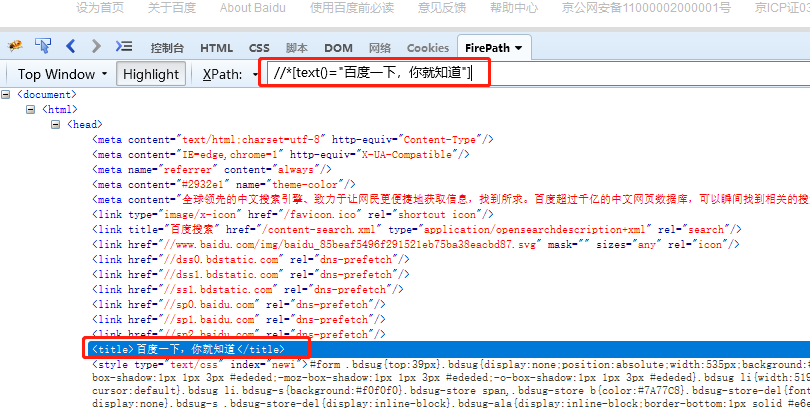 设为首页 关于百度 About Baidu 使用百度前必读 意见反馈 帮助中心 京公网安备11000002000001号 京ICP证03
控制台 HTML CSS 脚本 DOM 网络 Cookies FirePath
Top Window Highlight XPath: //*[text()="百度一下，你就知道"]
<document>
<html>
<head>
<meta content="text/html;charset=utf-8" http-equiv="Content-Type"/>
<meta content="IE=edge,chrome=1" http-equiv="X-UA-Compatible"/>
<meta name="referrer" content="always"/>
<meta content="#2932e1" name="theme-color"/>
<meta content="全球领先的中文搜索引擎、致力于让网民更便捷地获取信息，找到所求。百度超过千亿的中文网页数据库，可以瞬间找到相关的搜
<link type="image/x-icon" href="/favicon.ico" rel="shortcut icon"/>
<link title="百度搜索" href="/content-search.xml" type="application/opensearchdescription+xml" rel="search"/>
<link href="//www.baidu.com/img/baidu_85beaf5496f291521eb75ba38eacbd87.svg" mask="" sizes="any" rel="icon"/>
<link href="//dss0.bdstatic.com" rel="dns-prefetch"/>
<link href="//dss1.bdstatic.com" rel="dns-prefetch"/>
<link href="//ss1.bdstatic.com" rel="dns-prefetch"/>
<link href="//sp0.baidu.com" rel="dns-prefetch"/>
<link href="//sp1.baidu.com" rel="dns-prefetch"/>
<link href="//sp2.baidu.com" rel="dns-prefetch"/>
<title>百度一下，你就知道</title>
<style type="text/css" index="newi">#form .bdsug{top:39px}.bdsug{display:none;position:absolute;width:535px;background:#
box-shadow:1px 1px 3px #ededed;-moz-box-shadow:1px 1px 3px #ededed;-o-box-shadow:1px 1px 3px #ededed}.bdsug li{width:519
cursor:default}.bdsug li.bdsug-s{background:#f0f0f0}.bdsug-store span,.bdsug-store b{color:#7A77C8}.bdsug-store-del{font
display:none}.bdsug-s .bdsug-store-del{display:inline-block}.bdsug-ala{display:inline-block;border-bottom:1px solid #e6